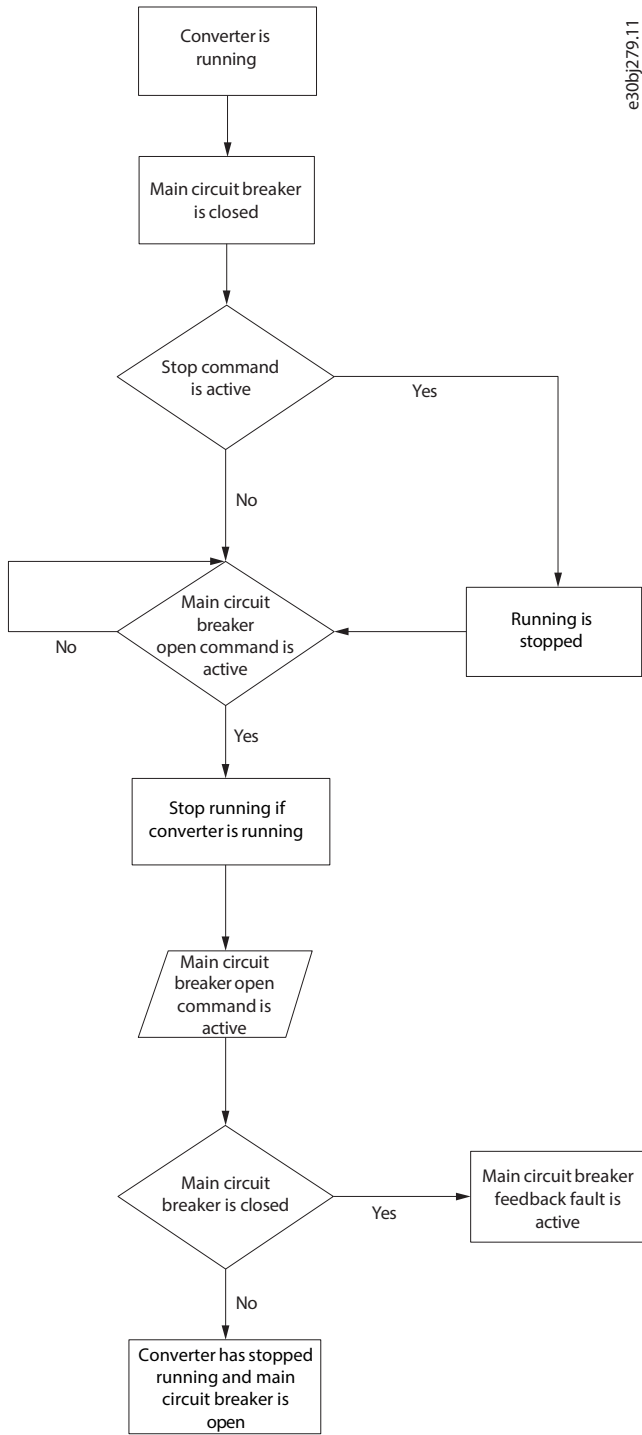 e30bj279.11
Converter is
running
Main circuit breaker
is closed
Stop command
is active
Yes
No
Main circuit
breaker
open command is
active
No
Running is
stopped
Yes
Stop running if
converter is running
Main circuit
breaker open
command is
active
Main circuit
breaker is closed
Yes
Main circuit breaker
feedback fault is
active
No
Converter has stopped
running and main
circuit breaker is
open